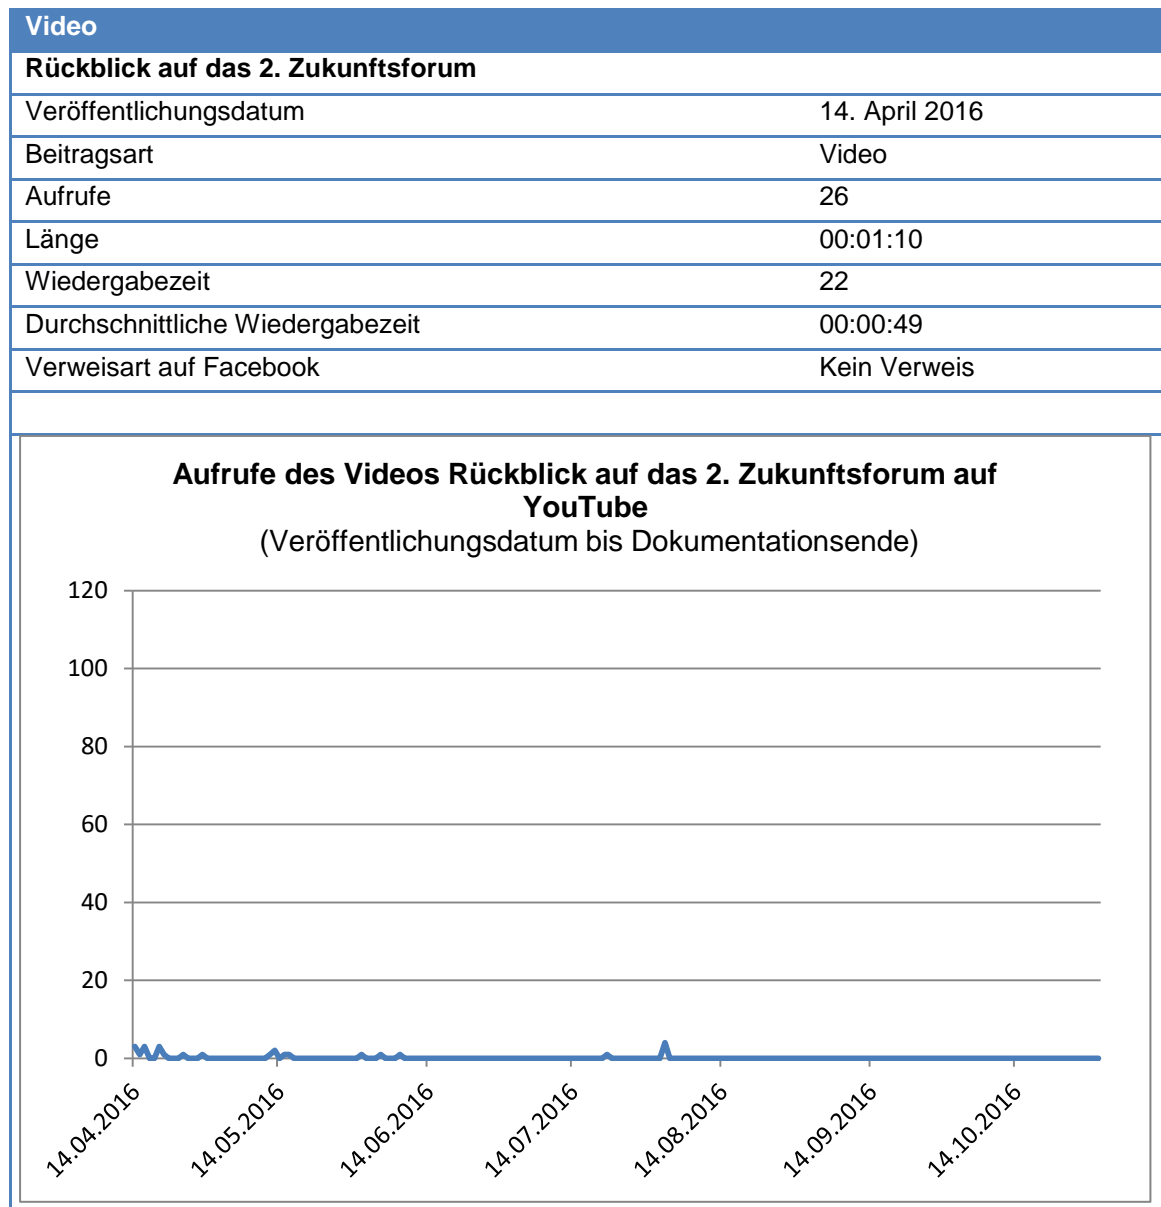 Video
Rückblick auf das 2. Zukunftsforum
Veröffentlichungsdatum 14. April 2016
Beitragsart Video
Aufrufe 26
Länge 00:01:10
Wiedergabezeit 22
Durchschnittliche Wiedergabezeit 00:00:49
Verweisart auf Facebook Kein Verweis
Aufrufe des Videos Rückblick auf das 2. Zukunftsforum auf
YouTube
(Veröffentlichungsdatum bis Dokumentationsende)
120
100
80
60
40
20
0
14.04.2016 14.05.2016 14.06.2016 14.07.2016 14.08.2016 14.09.2016 14.10.2016